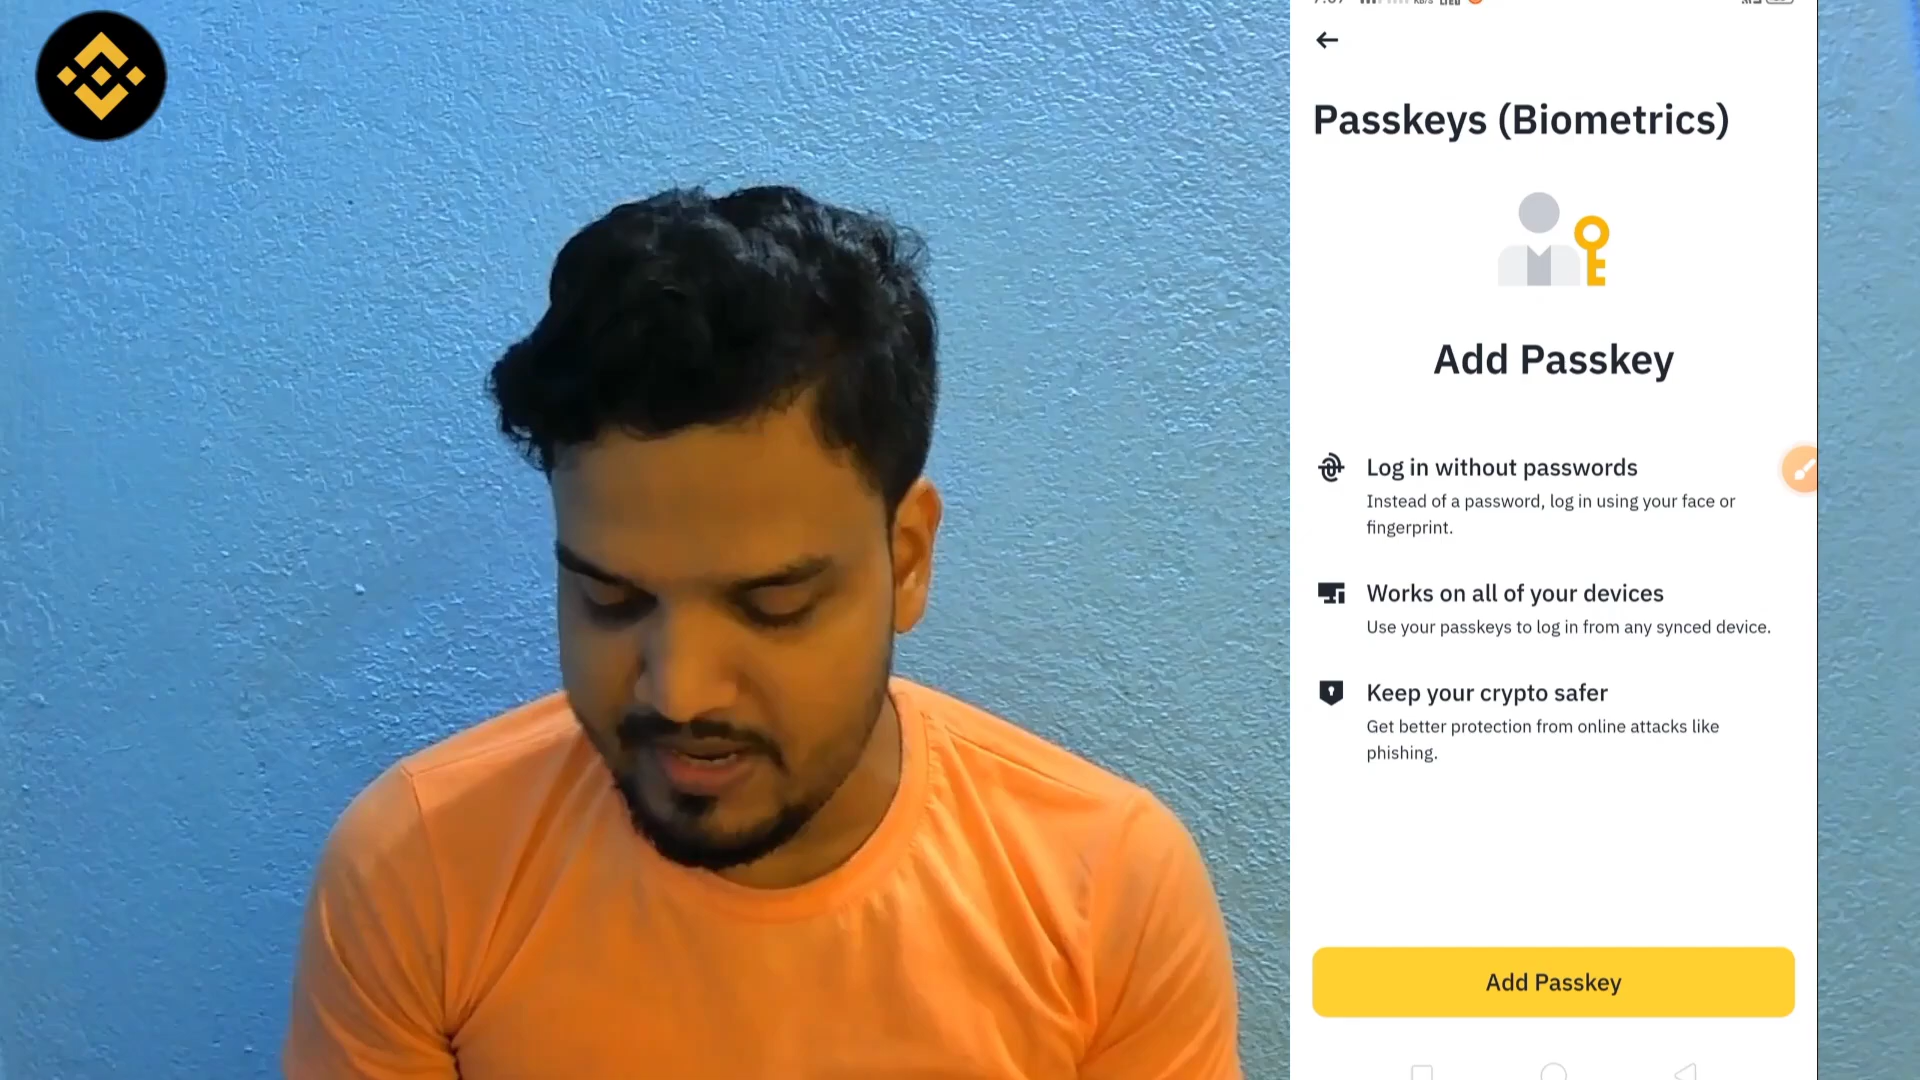 Passkeys (Biometrics)
Add Passkey
Log in without passwords
Instead of a password, log in using your face or
fingerprint.
Works on all of your devices
Use your passkeys to log in from any synced device.
Keep your crypto safer
Get better protection from online attacks like
phishing.
Add Passkey